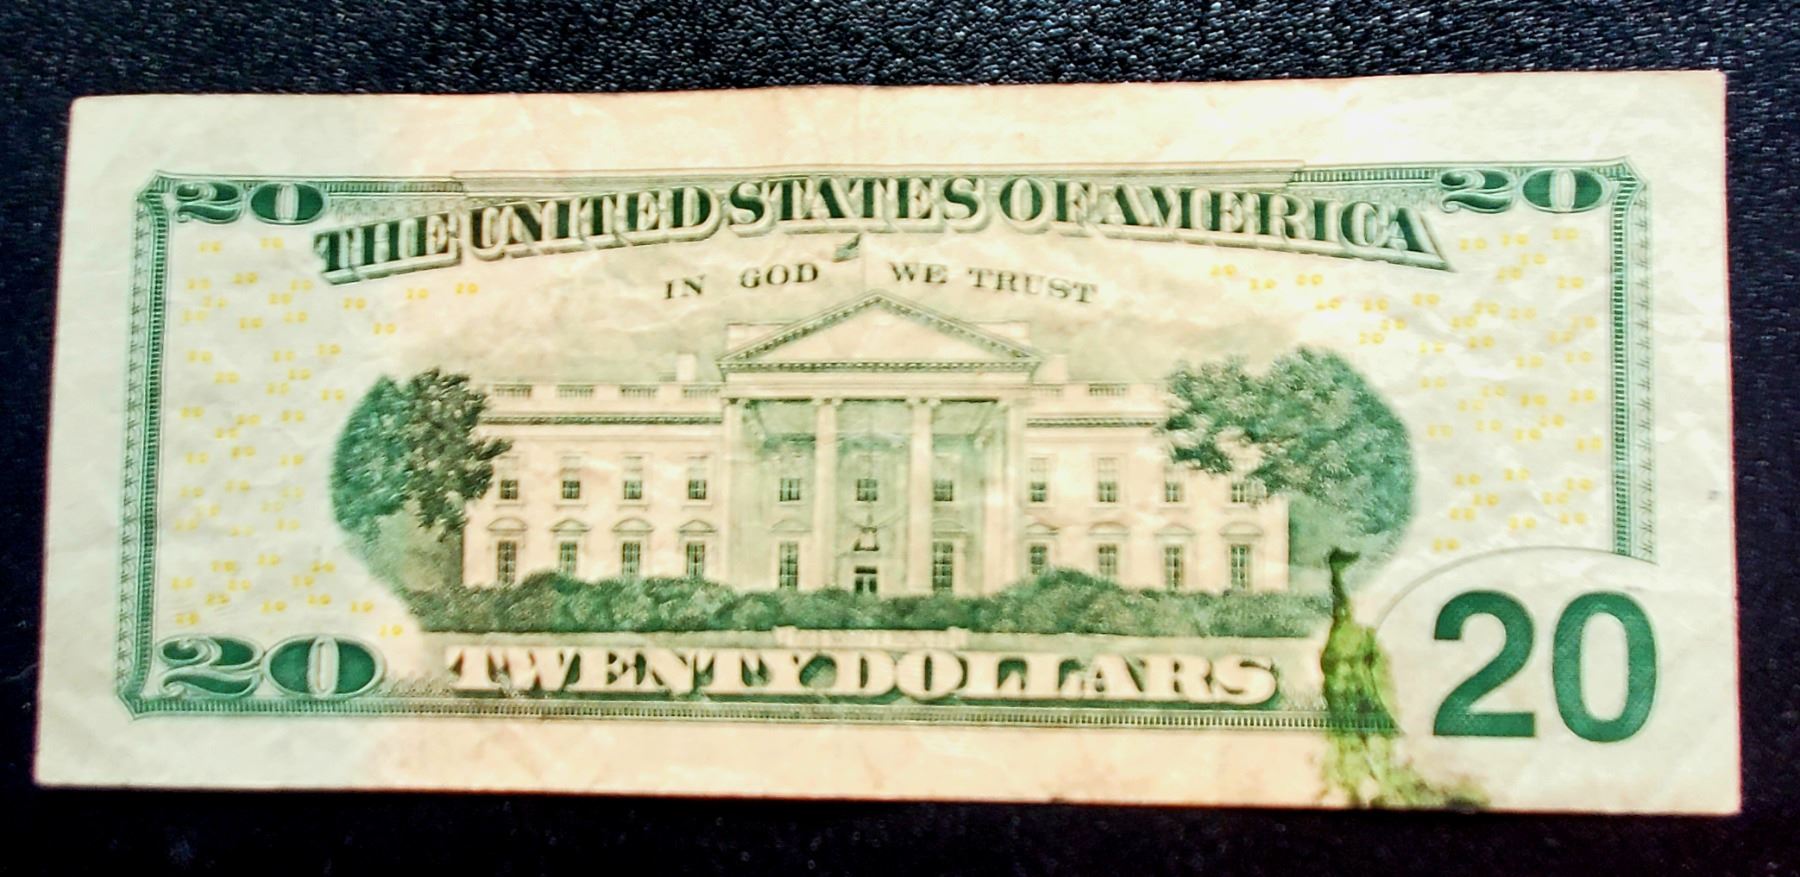 20 20
THE UNITED STATES OF AMERICA
IN GOD WE TRUST
20 TWENTY DOLLARS 20